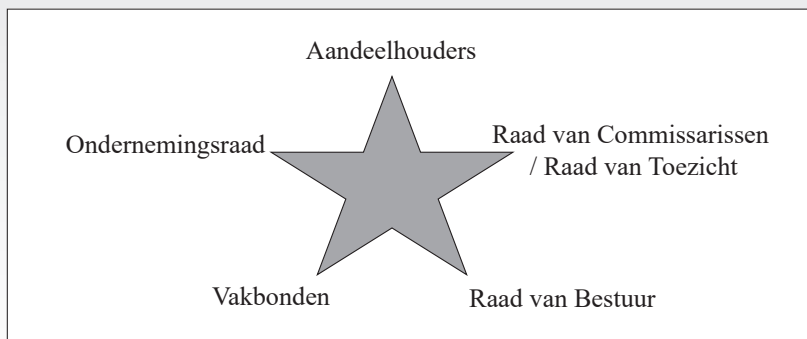 Aandeelhouders
Ondernemingsraad
Raad van Commissarissen
/ Raad van Toezicht
Vakbonden
Raad van Bestuur